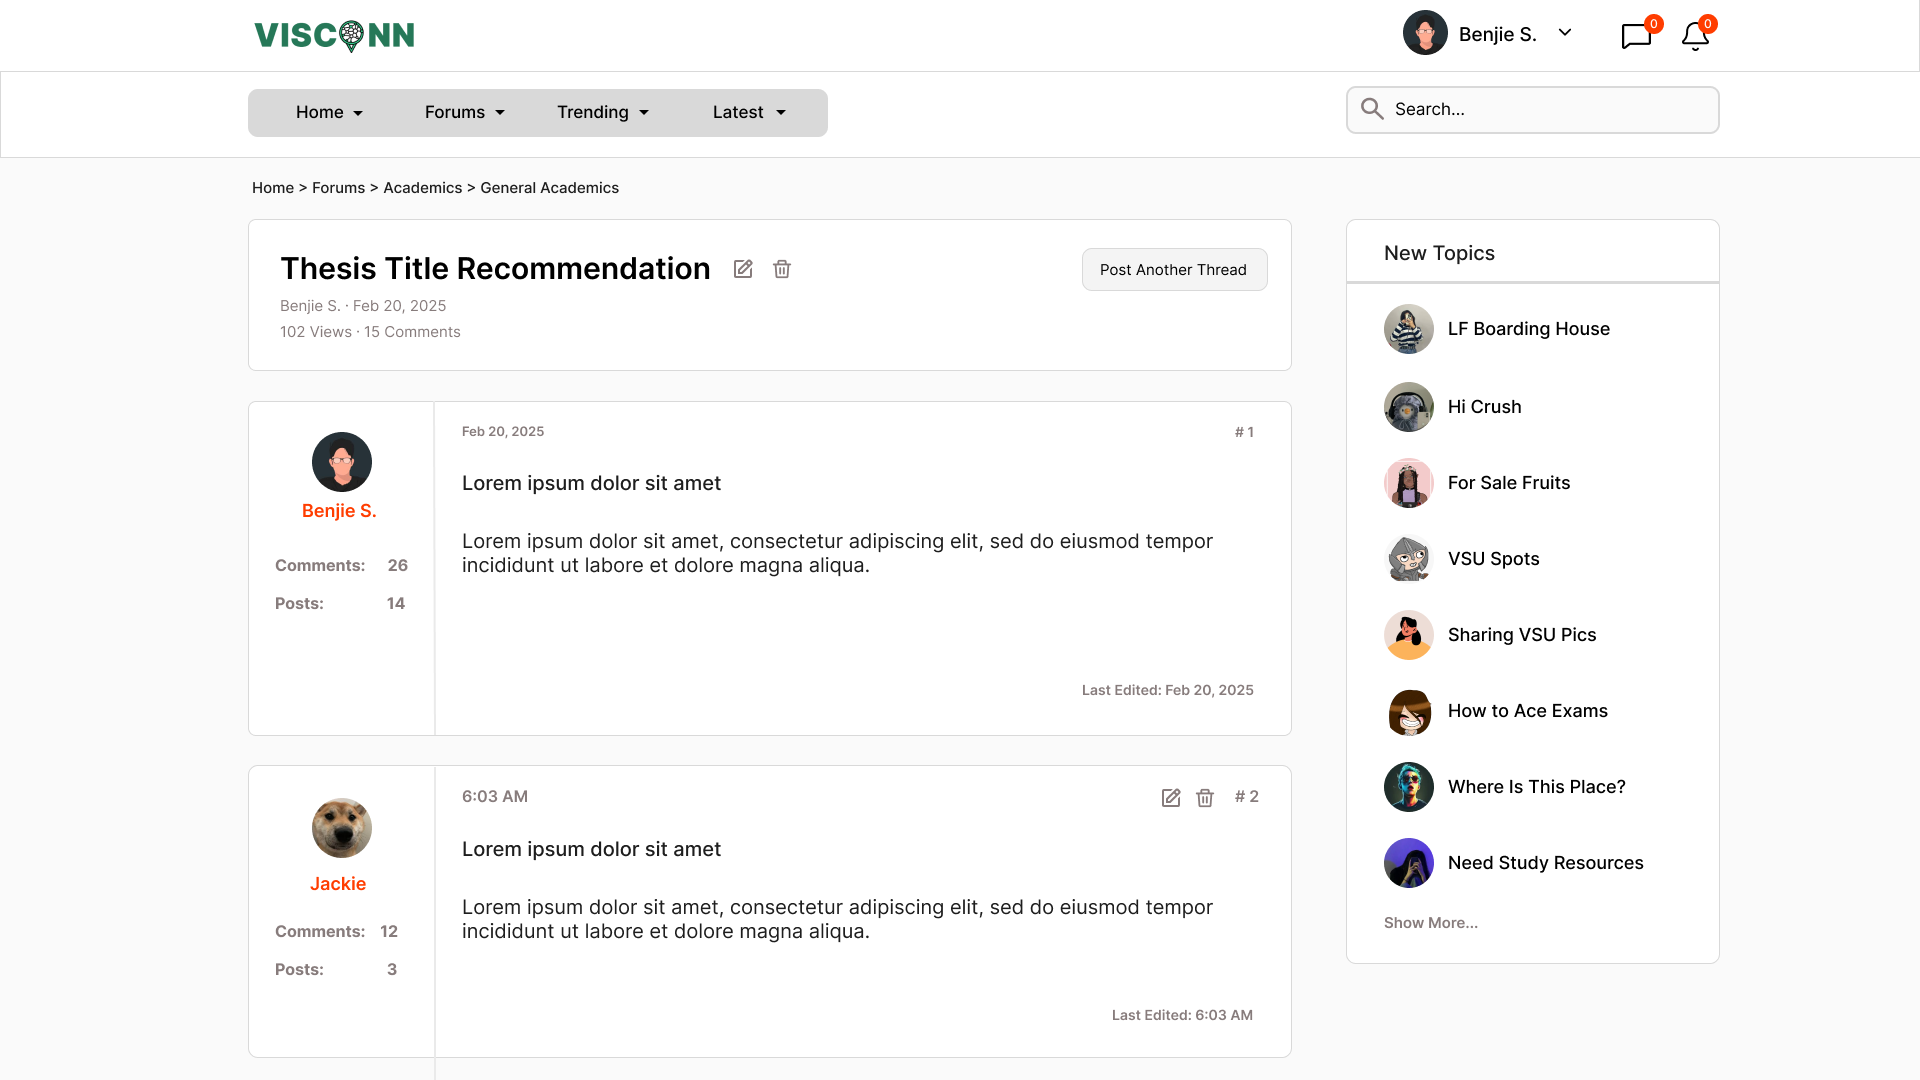 VISCONN
Benjie S.
0
0
Home
Forums
Trending
Latest
Search...
Home > Forums > Academics > General Academics
Thesis Title Recommendation
Post Another Thread
Benjie S. · Feb 20, 2025
102 Views · 15 Comments
Feb 20, 2025
# 1
Benjie S.
Comments: 26
Posts: 14
Lorem ipsum dolor sit amet
Lorem ipsum dolor sit amet, consectetur adipiscing elit, sed do eiusmod tempor
incididunt ut labore et dolore magna aliqua.
Last Edited: Feb 20, 2025
6:03 AM
# 2
Jackie
Comments: 12
Posts: 3
Lorem ipsum dolor sit amet
Lorem ipsum dolor sit amet, consectetur adipiscing elit, sed do eiusmod tempor
incididunt ut labore et dolore magna aliqua.
Last Edited: 6:03 AM
New Topics
LF Boarding House
Hi Crush
For Sale Fruits
VSU Spots
Sharing VSU Pics
How to Ace Exams
Where Is This Place?
Need Study Resources
Show More...